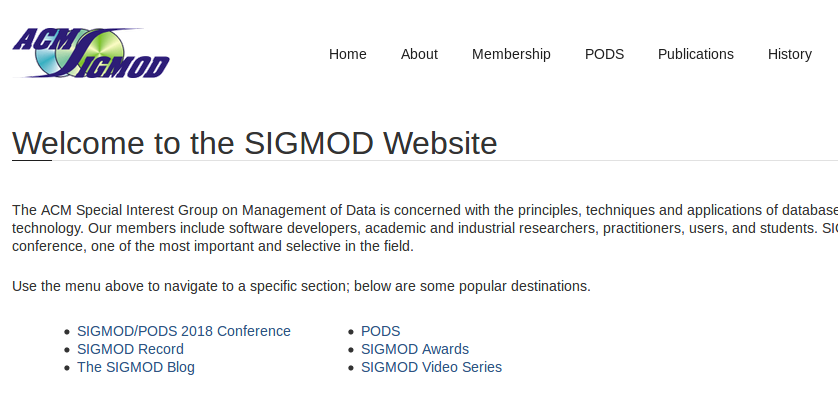 ACM SIGMOD
Home About Membership PODS Publications History
Welcome to the SIGMOD Website
The ACM Special Interest Group on Management of Data is concerned with the principles, techniques and applications of database
technology. Our members include software developers, academic and industrial researchers, practitioners, users, and students.
conference, one of the most important and selective in the field.
Use the menu above to navigate to a specific section; below are some popular destinations.
SIGMOD/PODS 2018 Conference PODS
SIGMOD Record SIGMOD Awards
The SIGMOD Blog SIGMOD Video Series